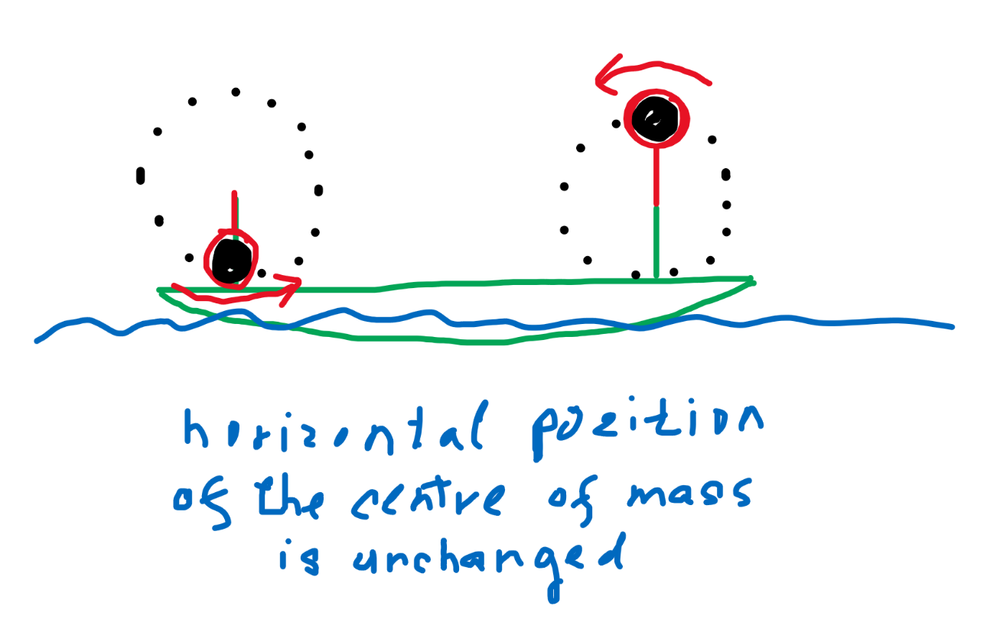 horizontal position
of the centre of mass
is unchanged